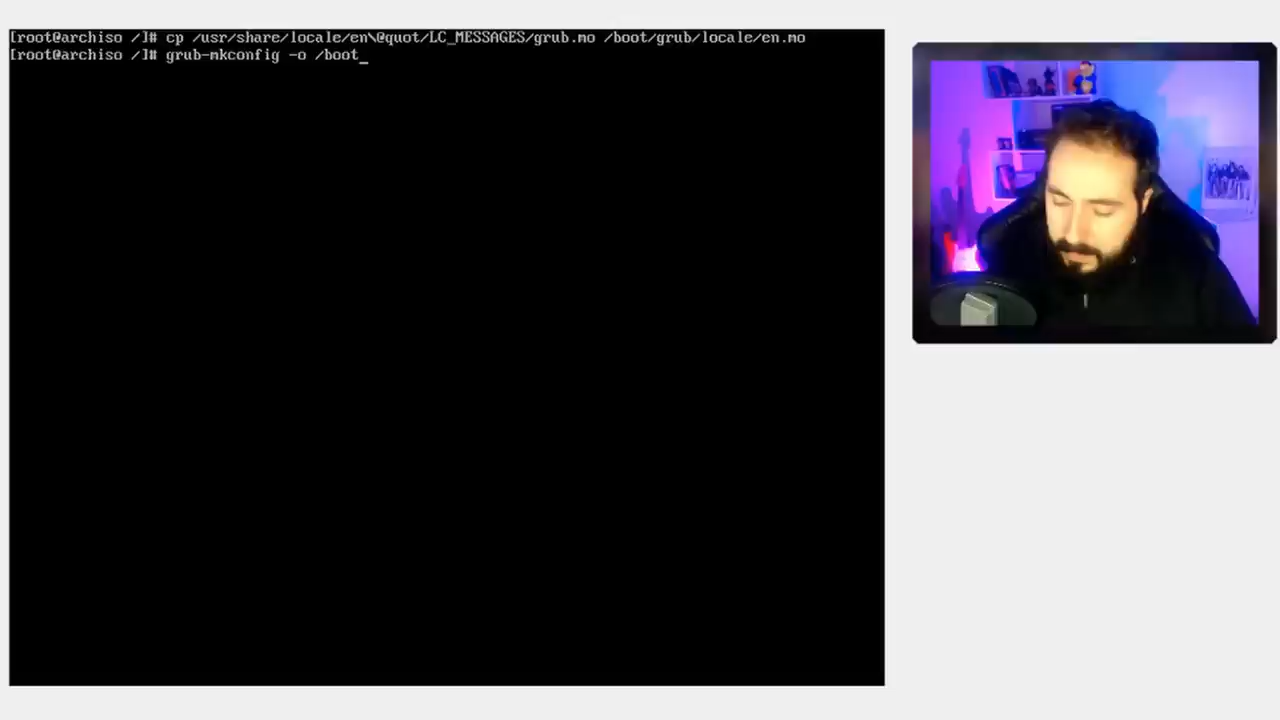 [root@archiso /]# cp /usr/share/locale/en\@quot/LC_MESSAGES/grub.mo /boot/grub/locale/en.mo
[root@archiso /]# grub-mkconfig -o /boot_